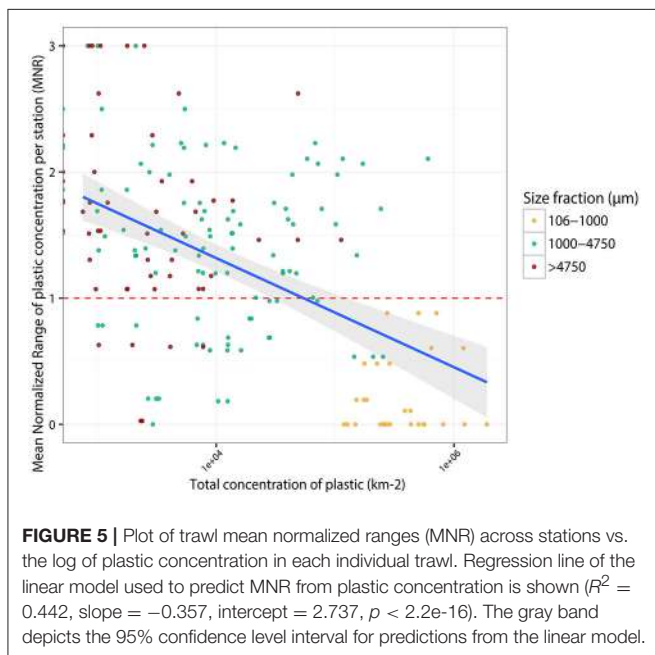 Mean Normalized Range of plastic concentration per station (MNR)
3
2
1
0
1e+04
1e+06
Total concentration of plastic (km-2)
Size fraction (µm)
106–1000
1000–4750
>4750
FIGURE 5 | Plot of trawl mean normalized ranges (MNR) across stations vs.
the log of plastic concentration in each individual trawl. Regression line of the
linear model used to predict MNR from plastic concentration is shown (R² =
0.442, slope = −0.357, intercept = 2.737, p < 2.2e-16). The gray band
depicts the 95% confidence level interval for predictions from the linear model.